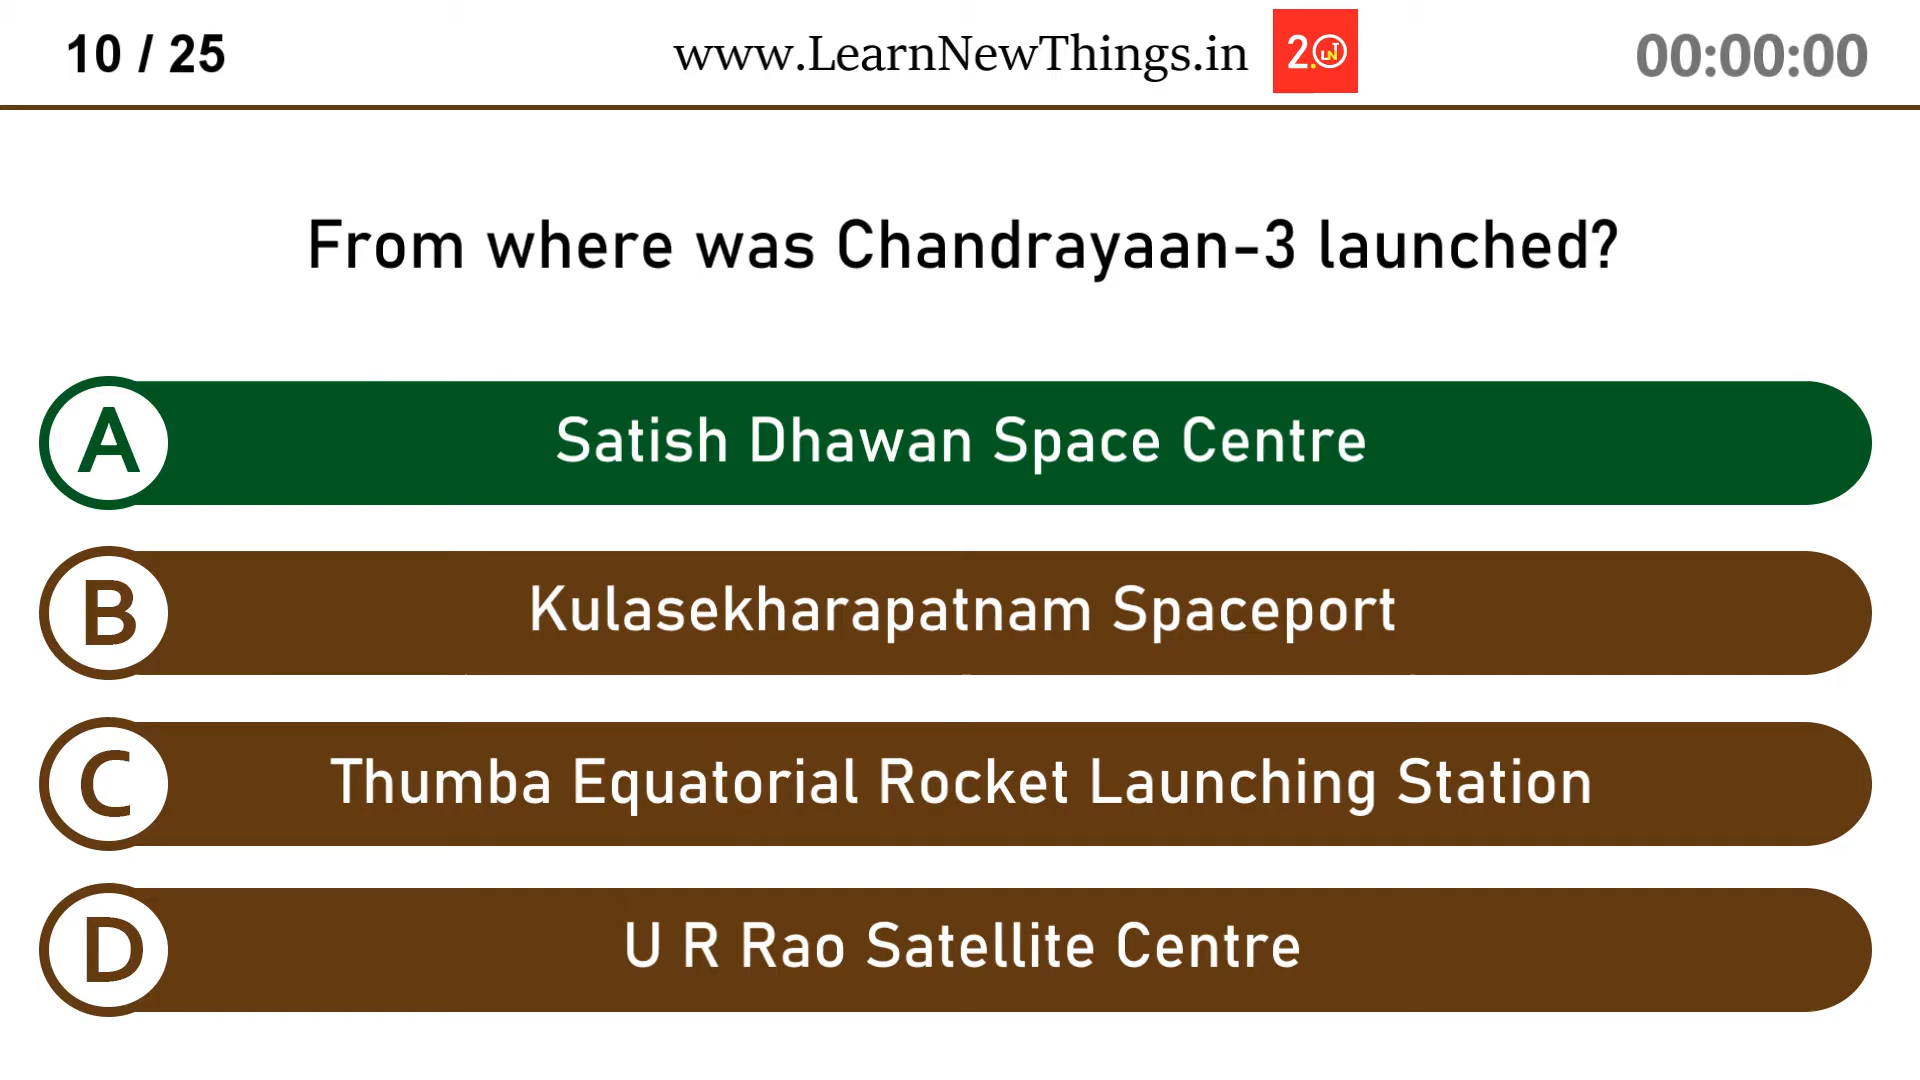 10 / 25
www.LearnNewThings.in
2.0
LNT
00:00:00
From where was Chandrayaan-3 launched?
A
Satish Dhawan Space Centre
B
Kulasekharapatnam Spaceport
C
Thumba Equatorial Rocket Launching Station
D
U R Rao Satellite Centre